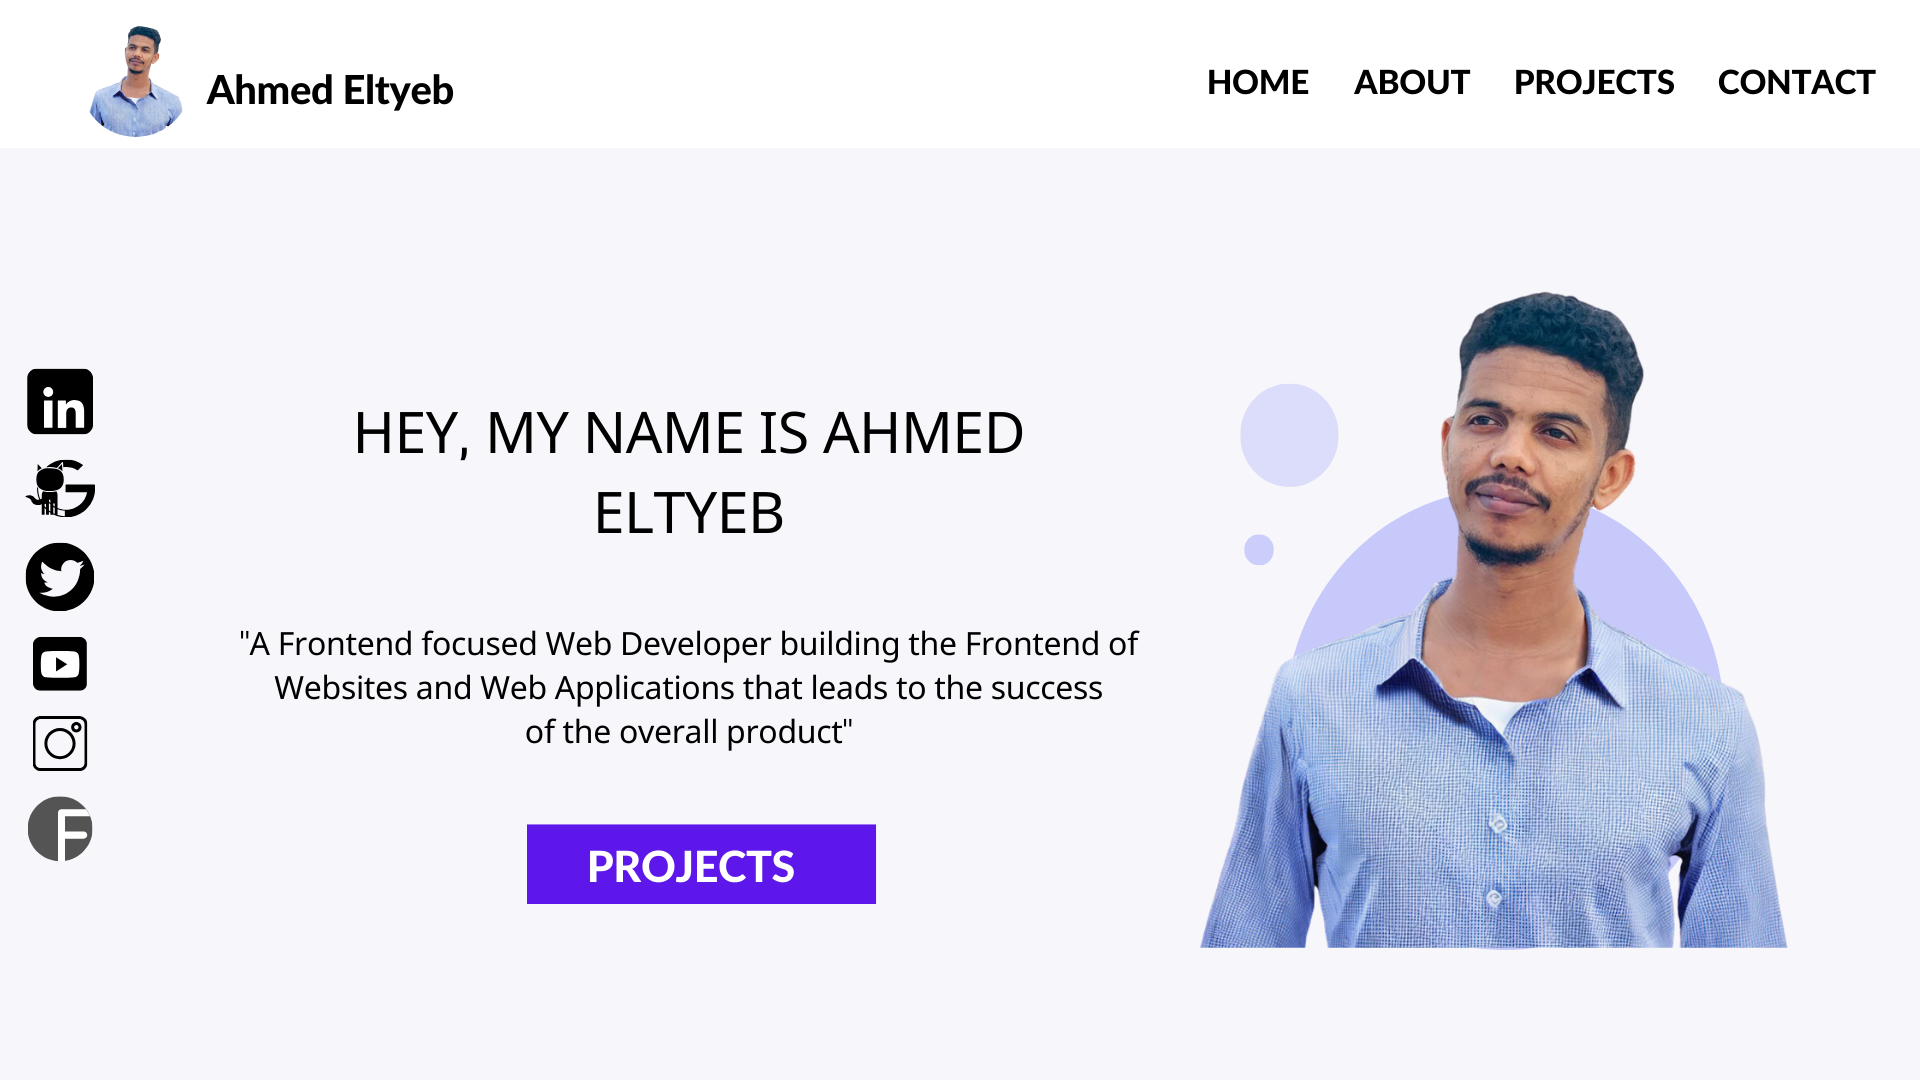 Ahmed Eltyeb
HOME ABOUT PROJECTS CONTACT
HEY, MY NAME IS AHMED
ELTYEB
"A Frontend focused Web Developer building the Frontend of
Websites and Web Applications that leads to the success
of the overall product"
PROJECTS